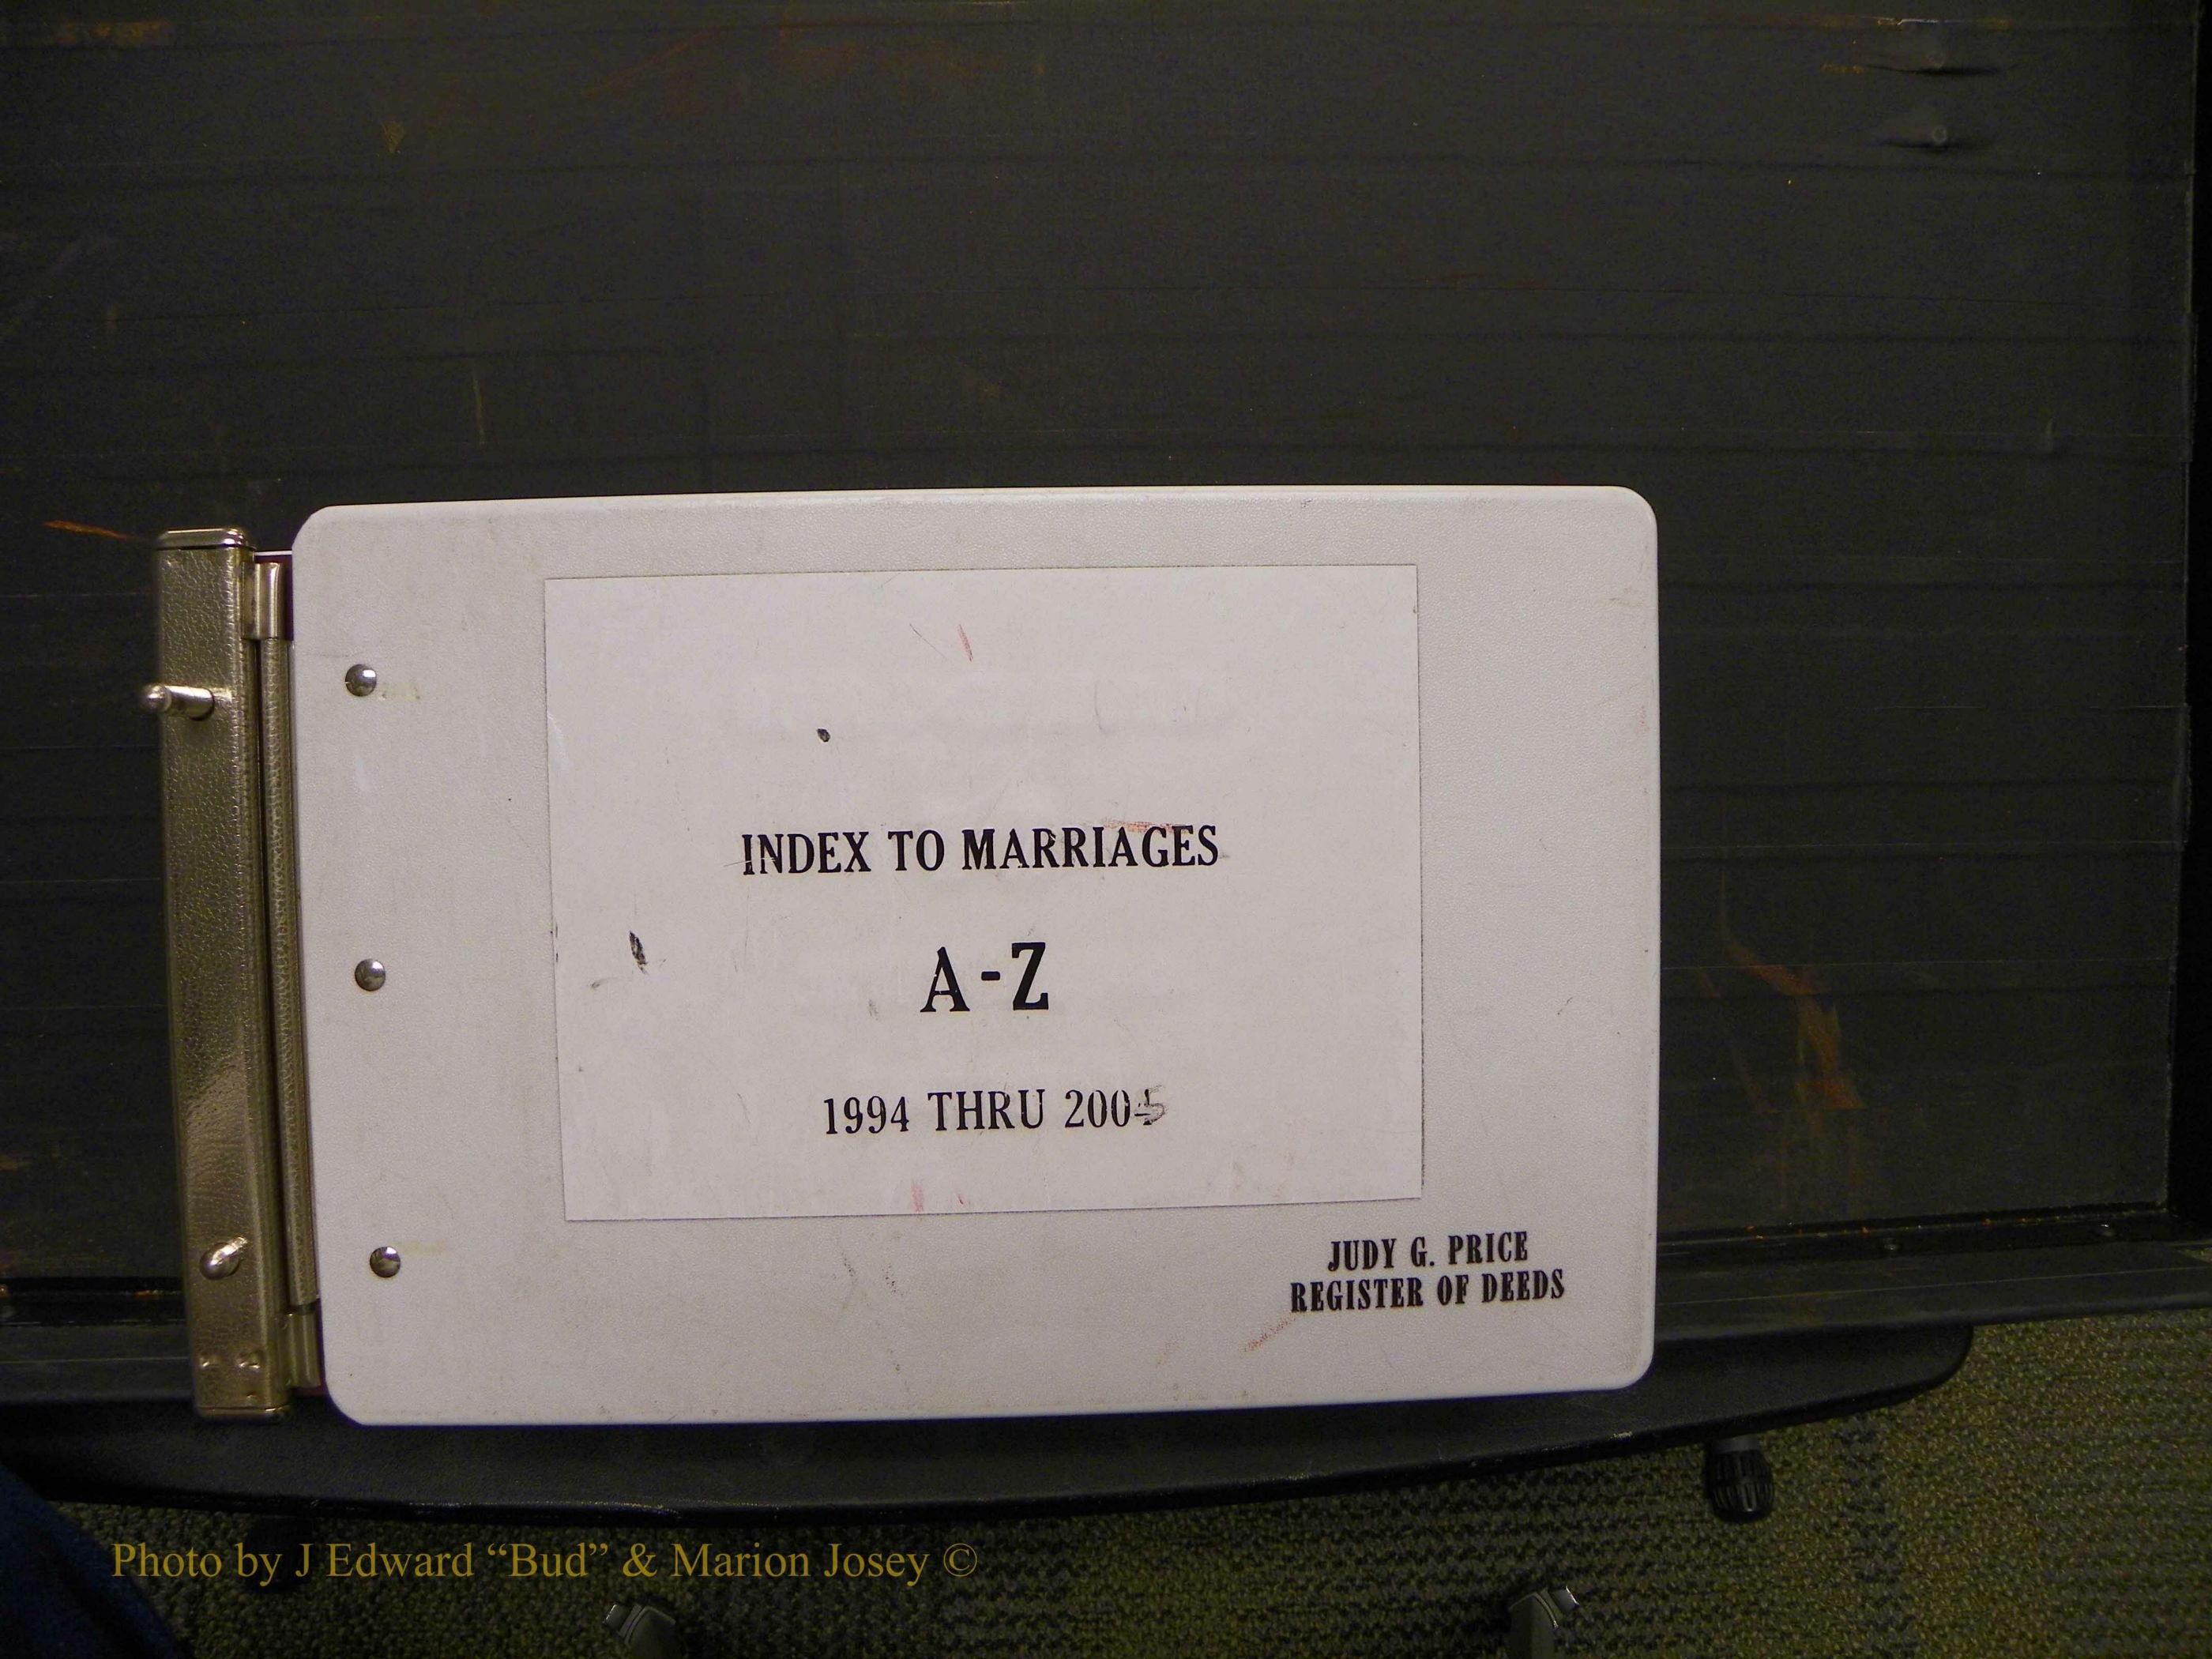 INDEX TO MARRIAGES
A-Z
1994 THRU 2005
JUDY G. PRICE
REGISTER OF DEEDS
Photo by J Edward “Bud” & Marion Josey ©